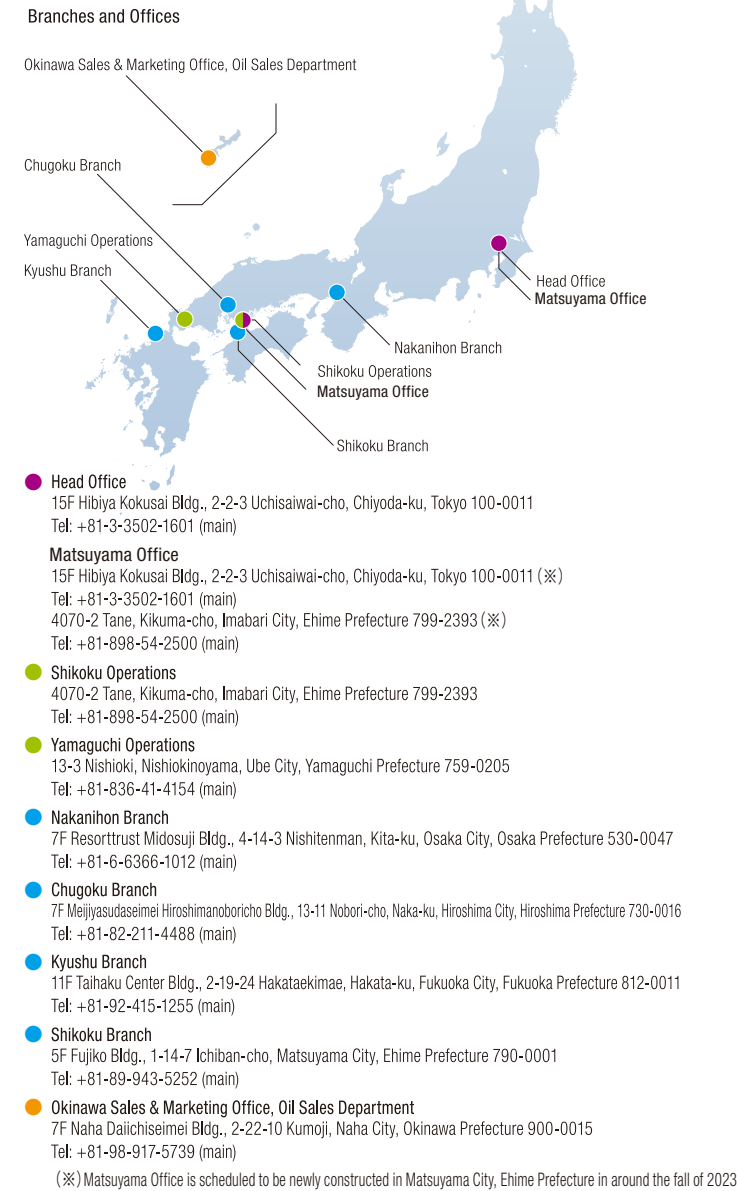 Branches and Offices
Okinawa Sales & Marketing Office, Oil Sales Department
Chugoku Branch
Yamaguchi Operations
Kyushu Branch
Head Office
Matsuyama Office
Nakanihon Branch
Shikoku Operations
Matsuyama Office
Shikoku Branch
Head Office
15F Hibiya Kokusai Bldg., 2-2-3 Uchisaiwai-cho, Chiyoda-ku, Tokyo 100-0011
Tel: +81-3-3502-1601 (main)
Matsuyama Office
15F Hibiya Kokusai Bldg., 2-2-3 Uchisaiwai-cho, Chiyoda-ku, Tokyo 100-0011(※)
Tel: +81-3-3502-1601 (main)
4070-2 Tane, Kikuma-cho, Imabari City, Ehime Prefecture 799-2393(※)
Tel: +81-898-54-2500 (main)
Shikoku Operations
4070-2 Tane, Kikuma-cho, Imabari City, Ehime Prefecture 799-2393
Tel: +81-898-54-2500 (main)
Yamaguchi Operations
13-3 Nishioki, Nishiokinoyama, Ube City, Yamaguchi Prefecture 759-0205
Tel: +81-836-41-4154 (main)
Nakanihon Branch
7F Resorttrust Midosuji Bldg., 4-14-3 Nishitenman, Kita-ku, Osaka City, Osaka Prefecture 530-0047
Tel: +81-6-6366-1012 (main)
Chugoku Branch
7F Meijiyasudaseimei Hiroshimanoboricho Bldg., 13-11 Nobori-cho, Naka-ku, Hiroshima City, Hiroshima Prefecture 730-0016
Tel: +81-82-211-4488 (main)
Kyushu Branch
11F Taihaku Center Bldg., 2-19-24 Hakataekimae, Hakata-ku, Fukuoka City, Fukuoka Prefecture 812-0011
Tel: +81-92-415-1255 (main)
Shikoku Branch
5F Fujiko Bldg., 1-14-7 Ichiban-cho, Matsuyama City, Ehime Prefecture 790-0001
Tel: +81-89-943-5252 (main)
Okinawa Sales & Marketing Office, Oil Sales Department
7F Naha Daiichiseimei Bldg., 2-22-10 Kumoji, Naha City, Okinawa Prefecture 900-0015
Tel: +81-98-917-5739 (main)
(※)Matsuyama Office is scheduled to be newly constructed in Matsuyama City, Ehime Prefecture in around the fall of 2023